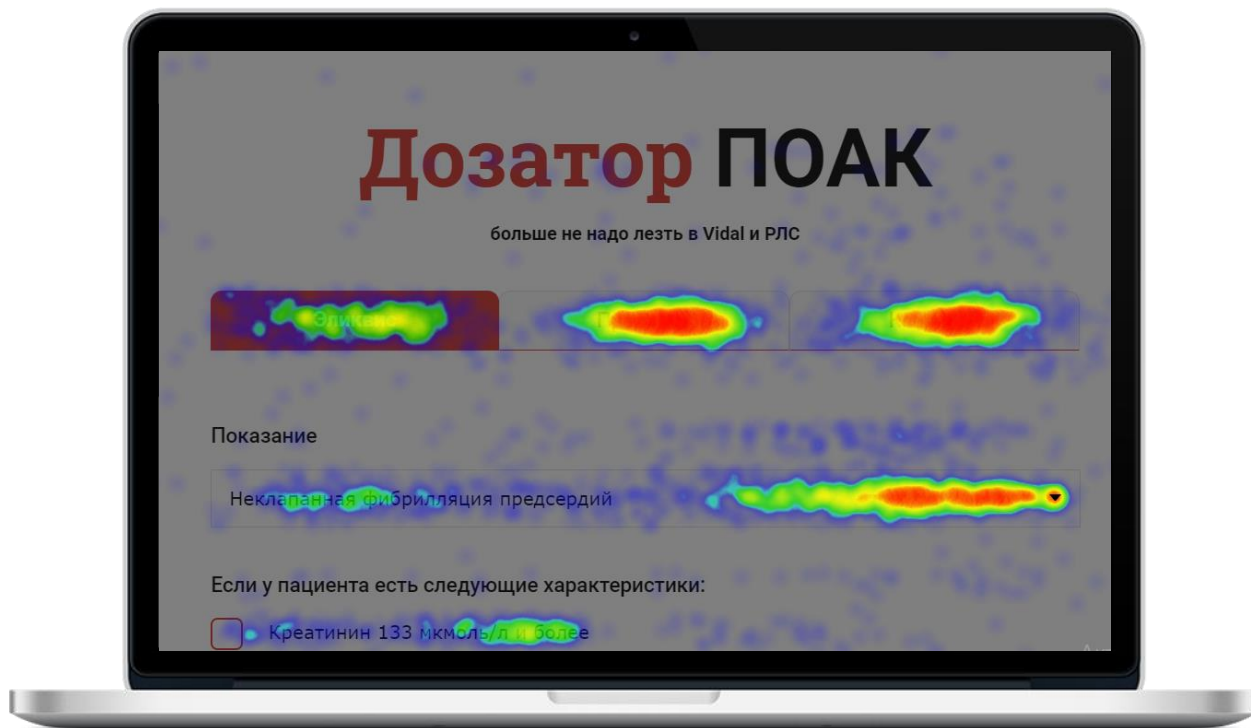 Дозатор ПОАК
больше не надо лезть в Vidal и РЛС
Эликвис
Показание
Неклапанная фибрилляция предсердий
Если у пациента есть следующие характеристики:
Креатинин 133 мкмоль/л и более